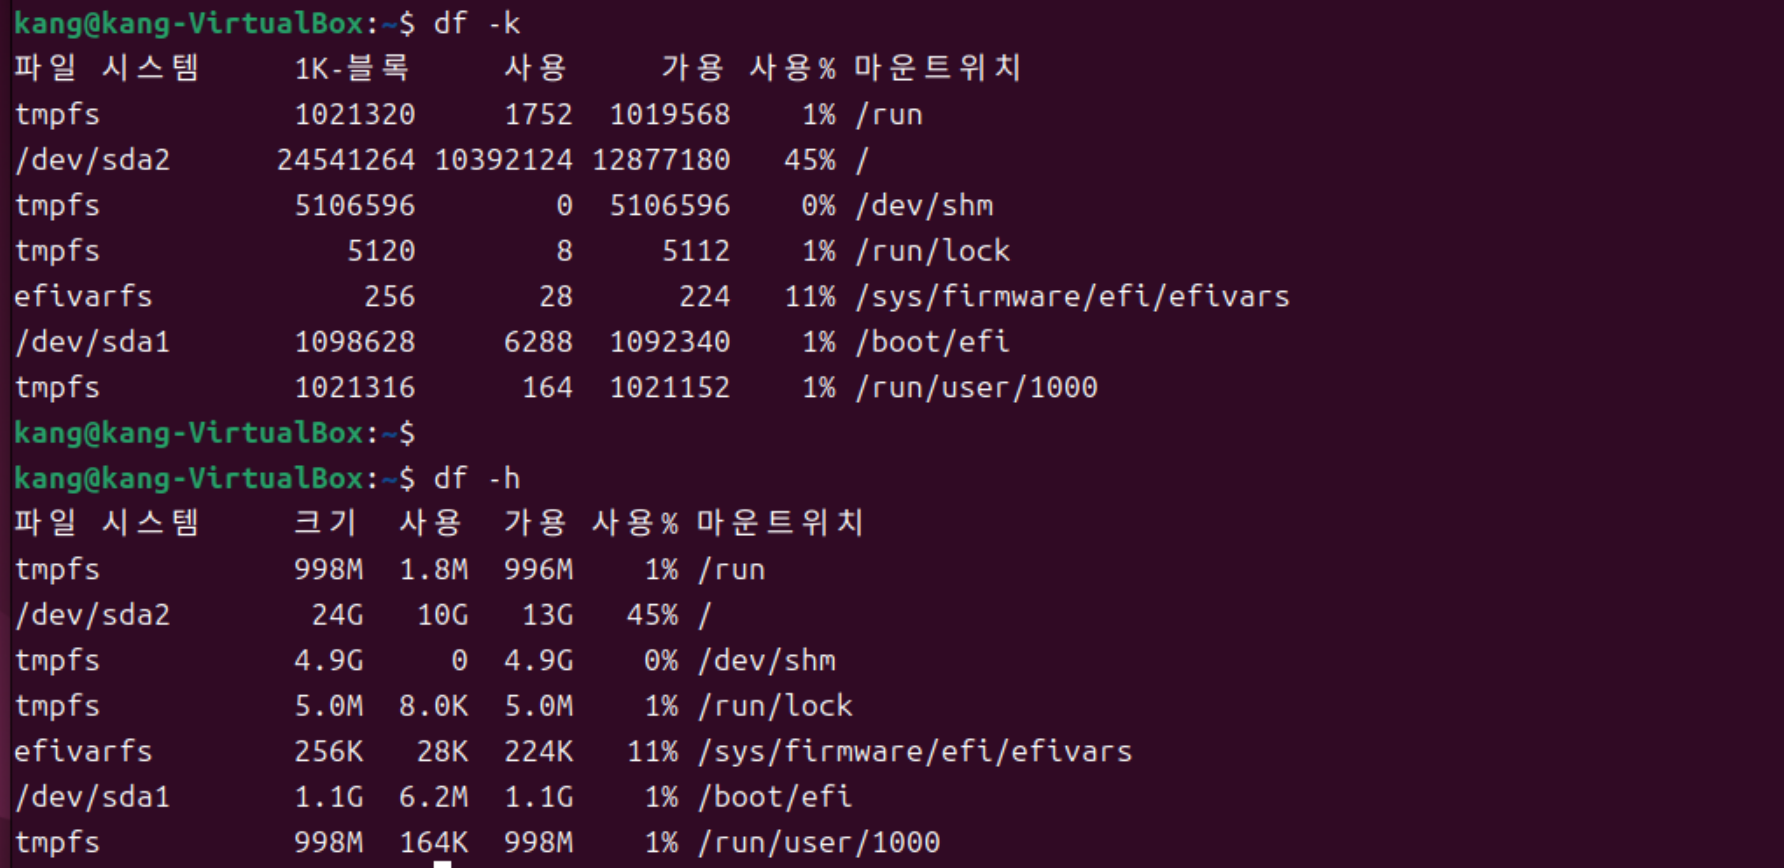 kang@kang-VirtualBox:~$ df -k
파일 시스템 1K-블록 사용 가용 사용% 마운트위치
tmpfs 1021320 1752 1019568 1% /run
/dev/sda2 24541264 10392124 12877180 45% /
tmpfs 5106596 0 5106596 0% /dev/shm
tmpfs 5120 8 5112 1% /run/lock
efivarfs 256 28 224 11% /sys/firmware/efi/efivars
/dev/sda1 1098628 6288 1092340 1% /boot/efi
tmpfs 1021316 164 1021152 1% /run/user/1000
kang@kang-VirtualBox:~$
kang@kang-VirtualBox:~$ df -h
파일 시스템 크기 사용 가용 사용% 마운트위치
tmpfs 998M 1.8M 996M 1% /run
/dev/sda2 24G 10G 13G 45% /
tmpfs 4.9G 0 4.9G 0% /dev/shm
tmpfs 5.0M 8.0K 5.0M 1% /run/lock
efivarfs 256K 28K 224K 11% /sys/firmware/efi/efivars
/dev/sda1 1.1G 6.2M 1.1G 1% /boot/efi
tmpfs 998M 164K 998M 1% /run/user/1000